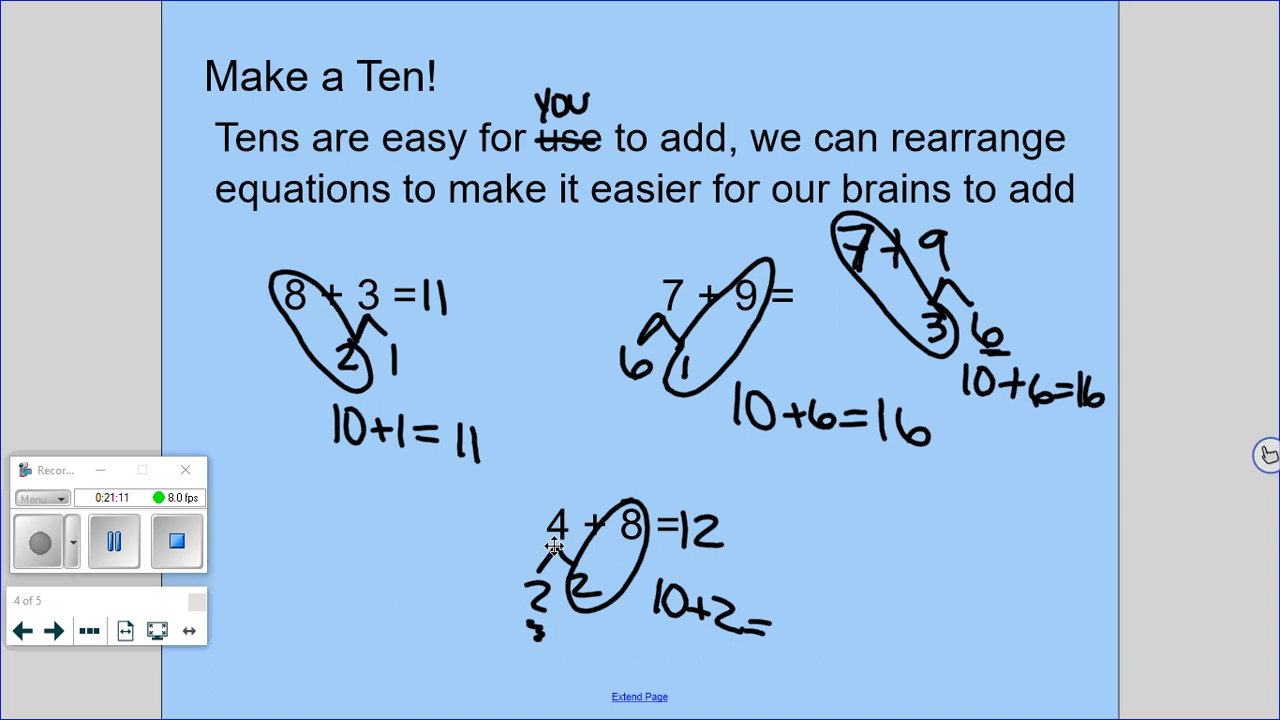 Make a Ten!
you
Tens are easy for use to add, we can rearrange
equations to make it easier for our brains to add
7 + 9
3 6
10+6=16
8 + 3 =11
2 1
10+1= 11
7 + 9 =
6 1
10+6=16
4 + 8 =12
2 2
10+2=
Recor...
Menu
0:21:11
8.0 fps
4 of 5
Extend Page